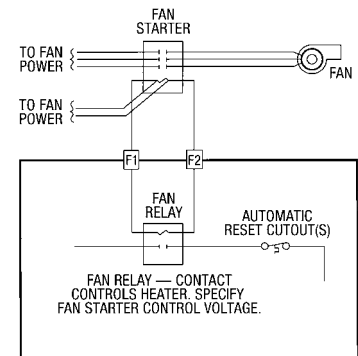 FAN
STARTER
TO FAN
POWER
FAN
TO FAN
POWER
F1
F2
FAN
RELAY
AUTOMATIC
RESET CUTOUT(S)
FAN RELAY — CONTACT
CONTROLS HEATER. SPECIFY
FAN STARTER CONTROL VOLTAGE.